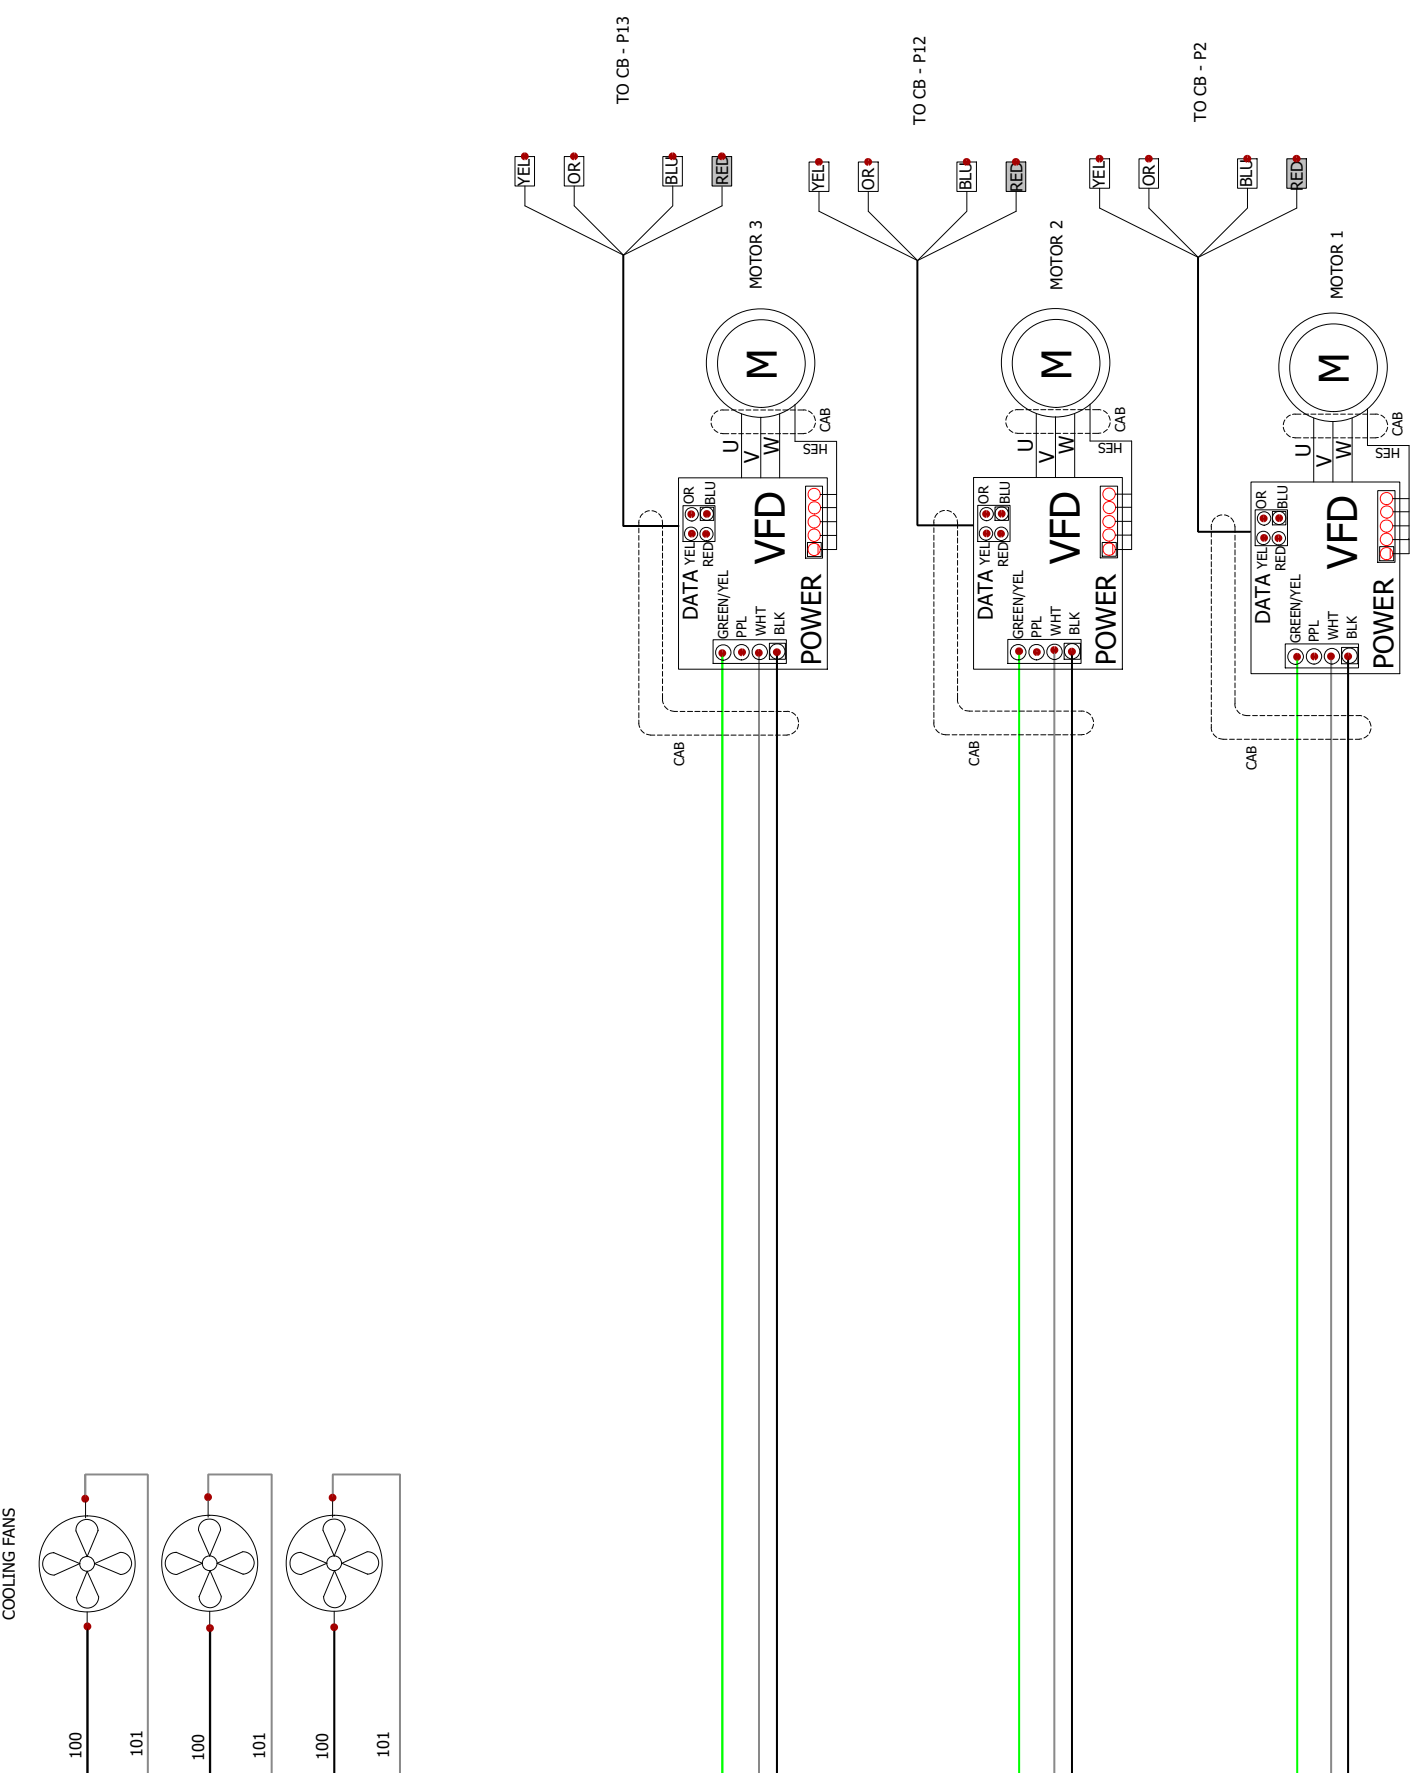 TO CB - P13
TO CB - P12
TO CB - P2
YEL
OR
BLU
RED
YEL
OR
BLU
RED
YEL
OR
BLU
RED
MOTOR 3
MOTOR 2
MOTOR 1
M
M
M
CAB
CAB
CAB
U
V
W
HES
U
V
W
HES
U
V
W
HES
DATA
YEL
OR
RED
BLU
VFD
GREEN/YEL
PPL
WHT
BLK
POWER
DATA
YEL
OR
RED
BLU
VFD
GREEN/YEL
PPL
WHT
BLK
POWER
DATA
YEL
OR
RED
BLU
VFD
GREEN/YEL
PPL
WHT
BLK
POWER
CAB
CAB
CAB
COOLING FANS
100
101
100
101
100
101